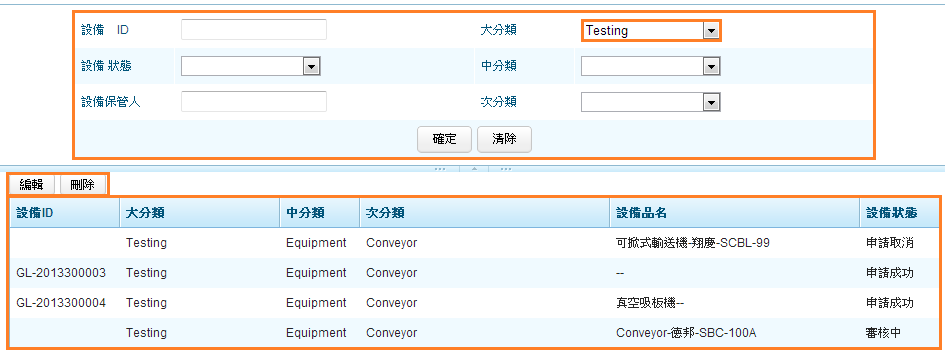 設備 ID 大分類 Testing
設備 狀態 中分類
設備保管人 次分類
確定 清除
編輯 刪除
設備ID 大分類 中分類 次分類 設備品名 設備狀態
Testing Equipment Conveyor 可掀式輸送機-翔慶-SCBL-99 申請取消
GL-2013300003 Testing Equipment Conveyor -- 申請成功
GL-2013300004 Testing Equipment Conveyor 真空吸板機-- 申請成功
Testing Equipment Conveyor Conveyor-德邦-SBC-100A 審核中